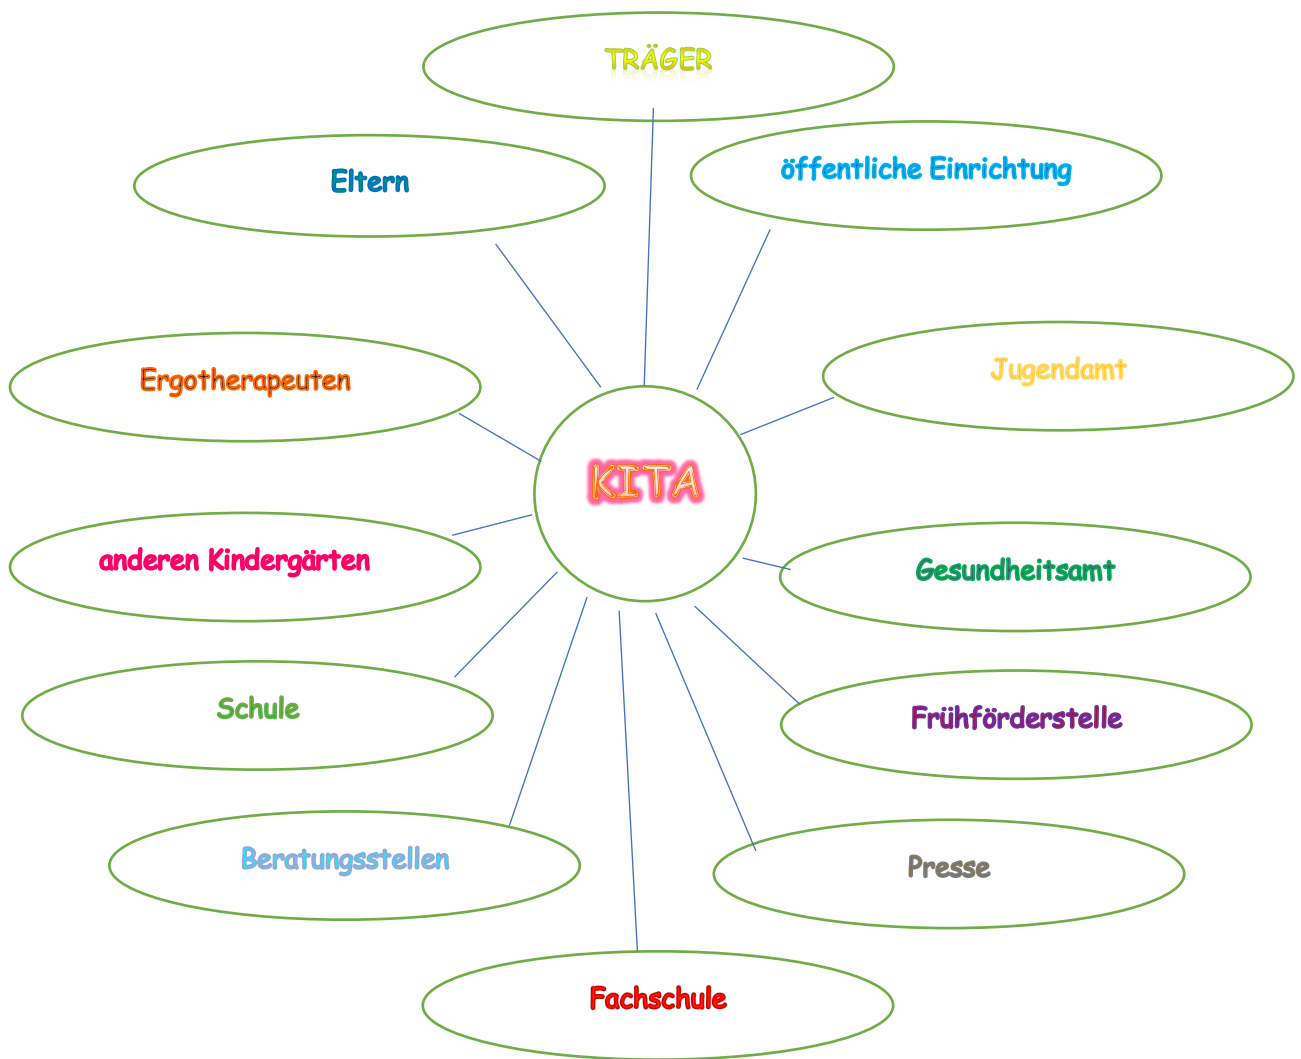 TRÄGER
öffentliche Einrichtung
Eltern
Jugendamt
Ergotherapeuten
KITA
anderen Kindergärten
Gesundheitsamt
Schule
Frühförderstelle
Beratungsstellen
Presse
Fachschule